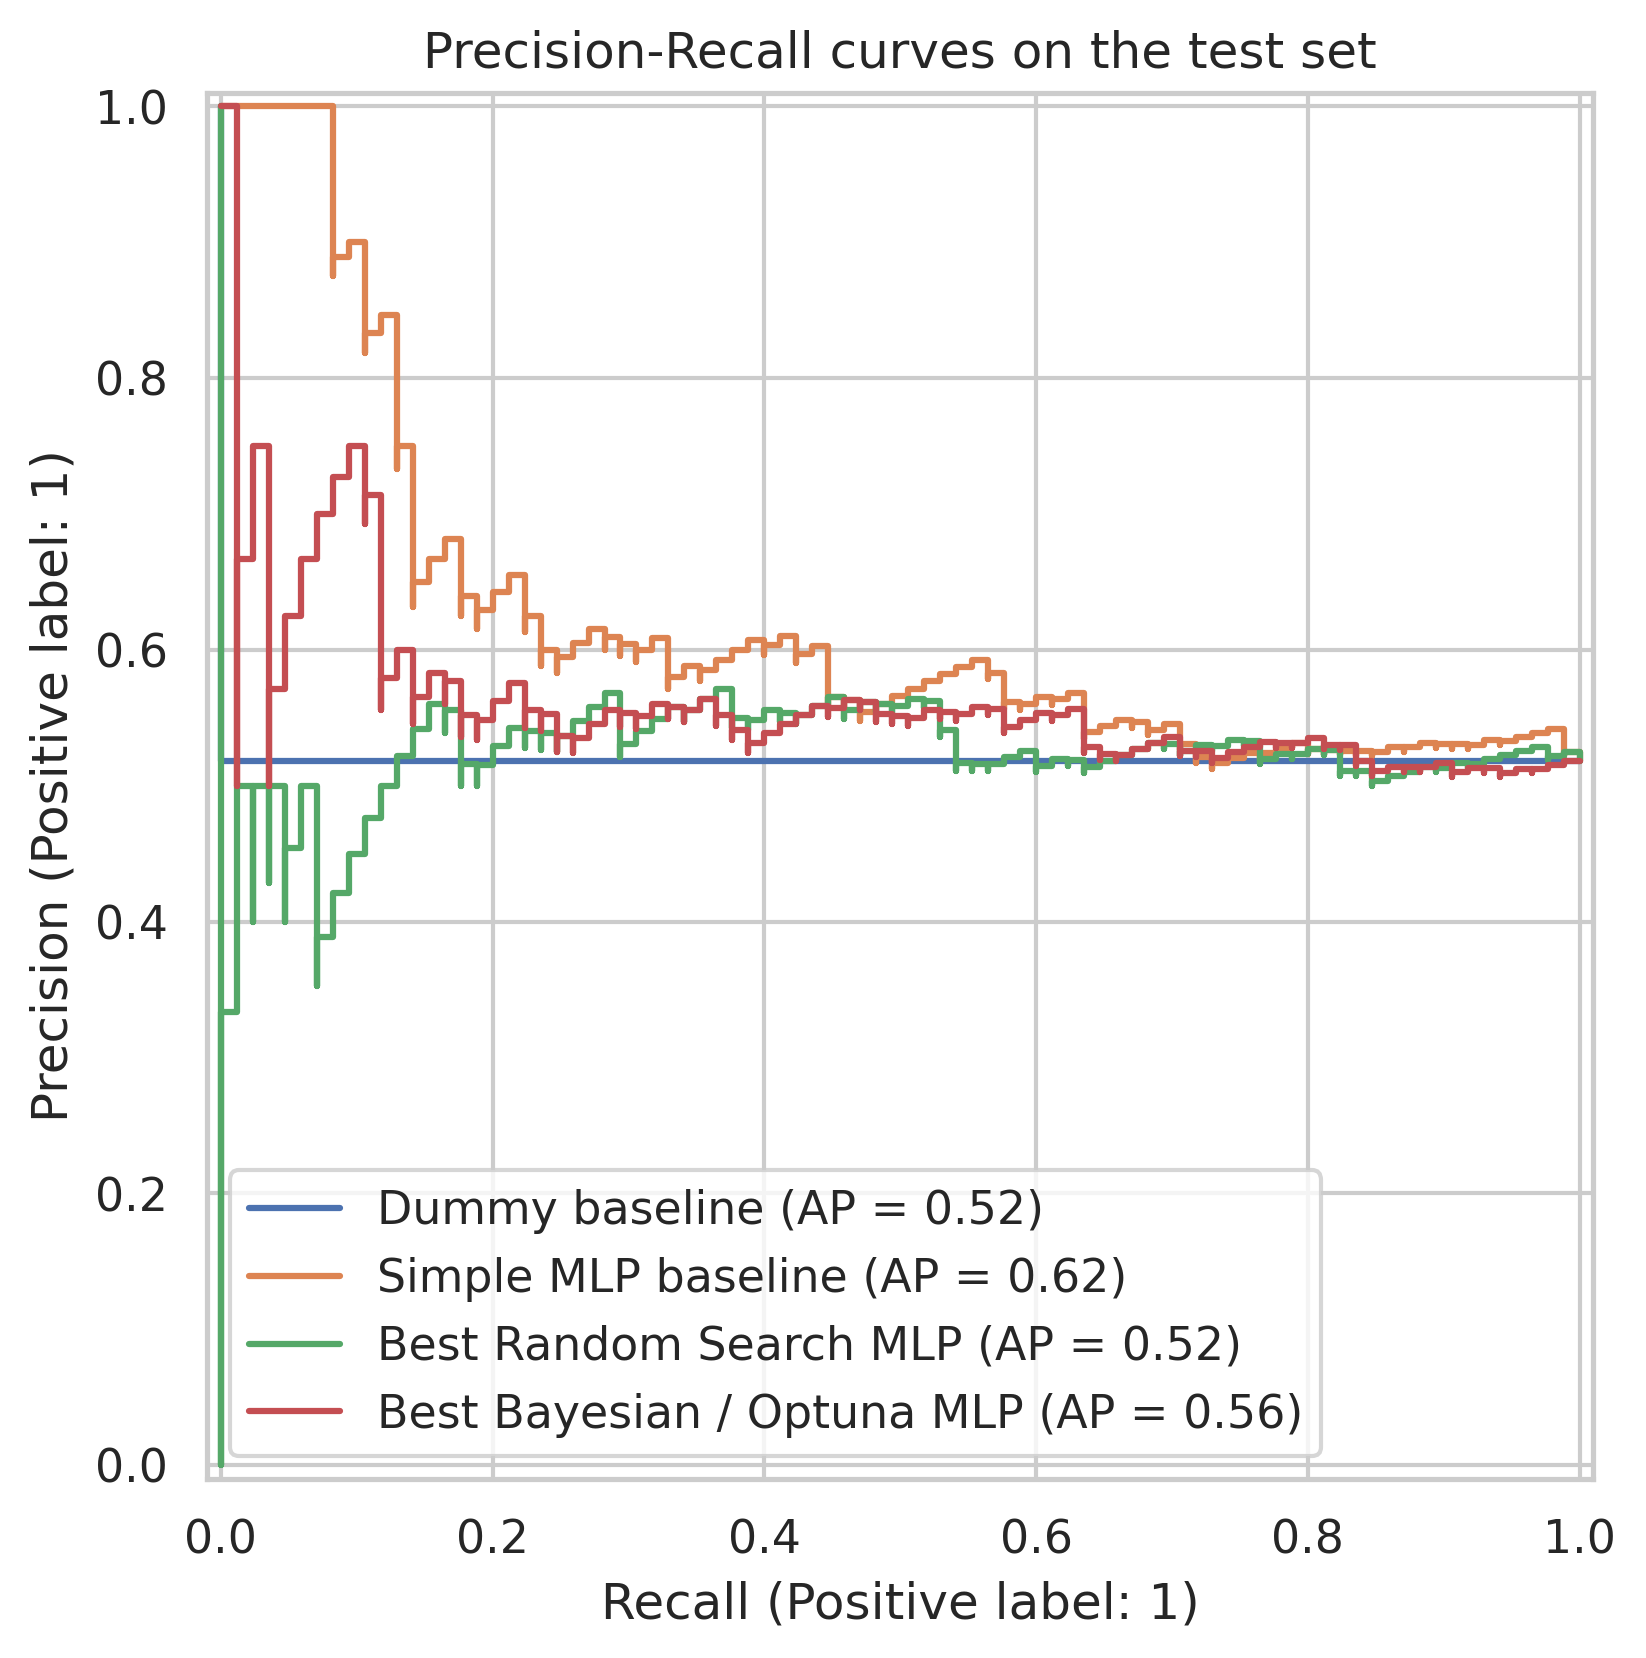 Precision-Recall curves on the test set
Precision (Positive label: 1)
1.0
0.8
0.6
0.4
0.2
0.0
Dummy baseline (AP = 0.52)
Simple MLP baseline (AP = 0.62)
Best Random Search MLP (AP = 0.52)
Best Bayesian / Optuna MLP (AP = 0.56)
0.0 0.2 0.4 0.6 0.8 1.0
Recall (Positive label: 1)